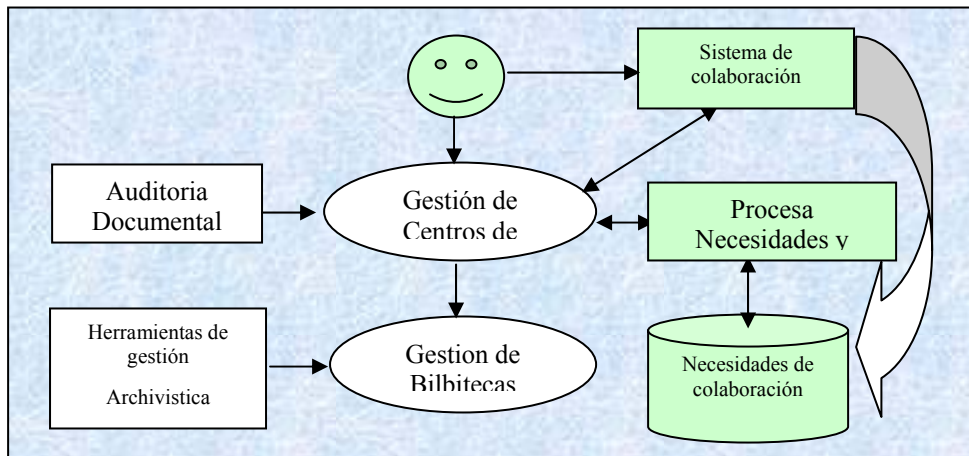 Sistema de
colaboración
Auditoria
Documental
Gestión de
Centros de
Procesa
Necesidades y
Herramientas de
gestión
Archivistica
Gestion de
Bilbitecas
Necesidades de
colaboración